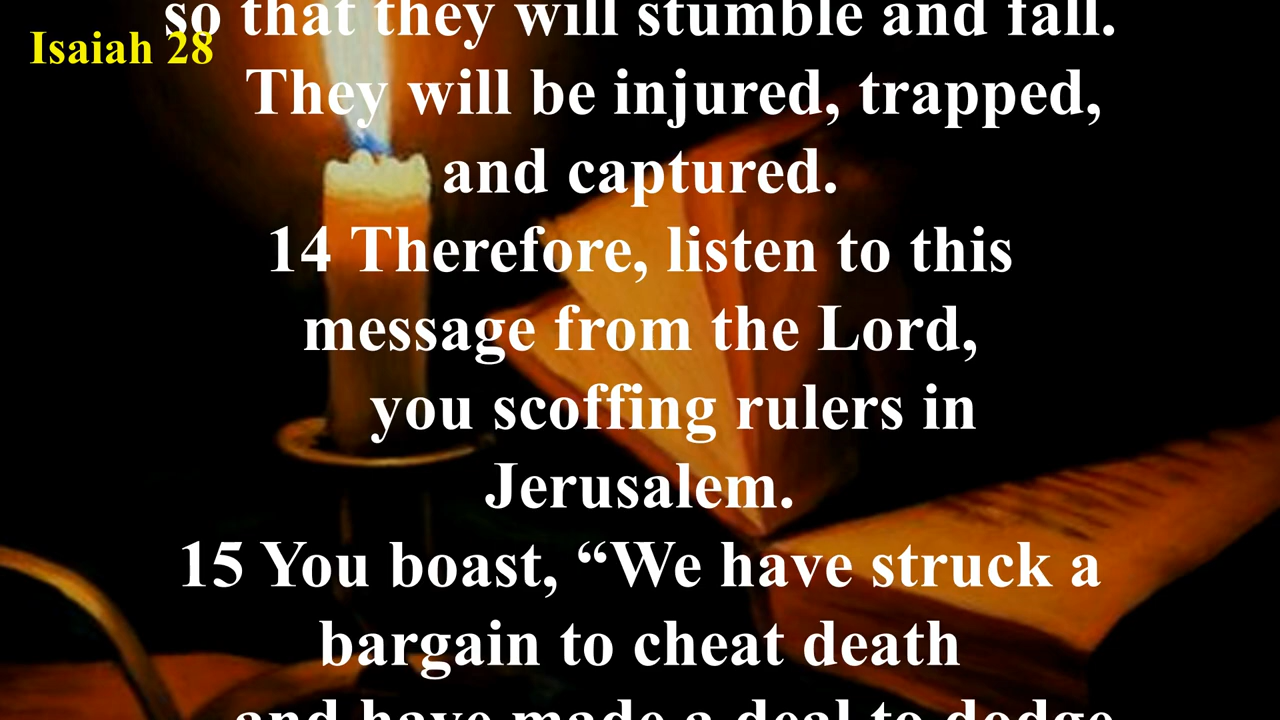 so that they will stumble and fall.
Isaiah 28
They will be injured, trapped,
and captured.
14 Therefore, listen to this
message from the Lord,
you scoffing rulers in
Jerusalem.
15 You boast, “We have struck a
bargain to cheat death
and have made a deal to dodge